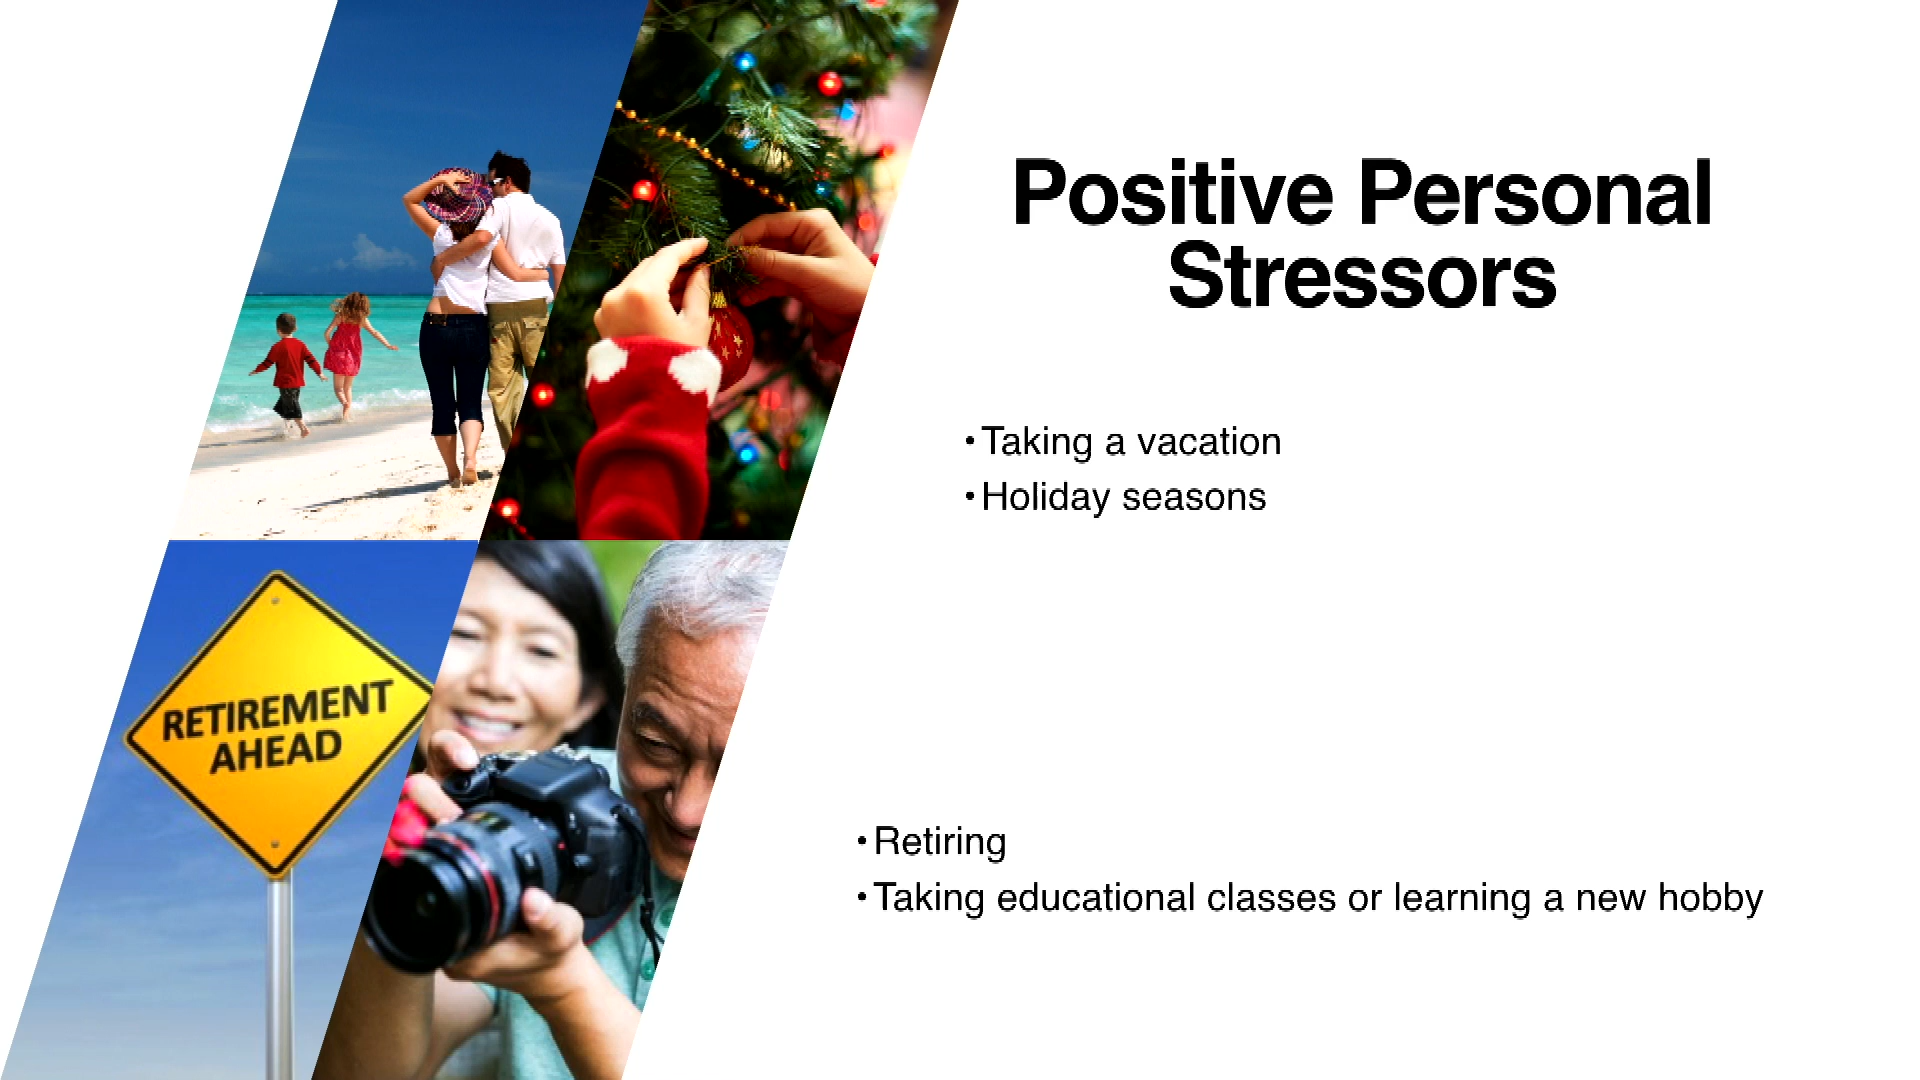 Positive Personal
Stressors
• Taking a vacation
• Holiday seasons
RETIREMENT
AHEAD
• Retiring
• Taking educational classes or learning a new hobby